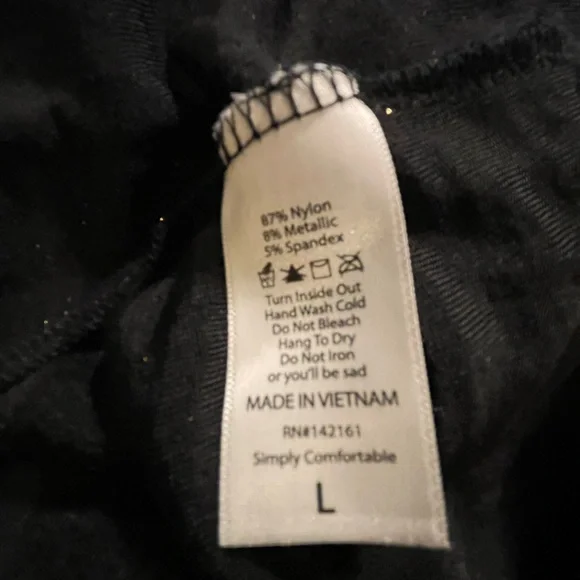 87% Nylon
8% Metallic
5% Spandex
Turn Inside Out
Hand Wash Cold
Do Not Bleach
Hang To Dry
Do Not Iron
or you'll be sad
MADE IN VIETNAM
RN#142161
Simply Comfortable
L